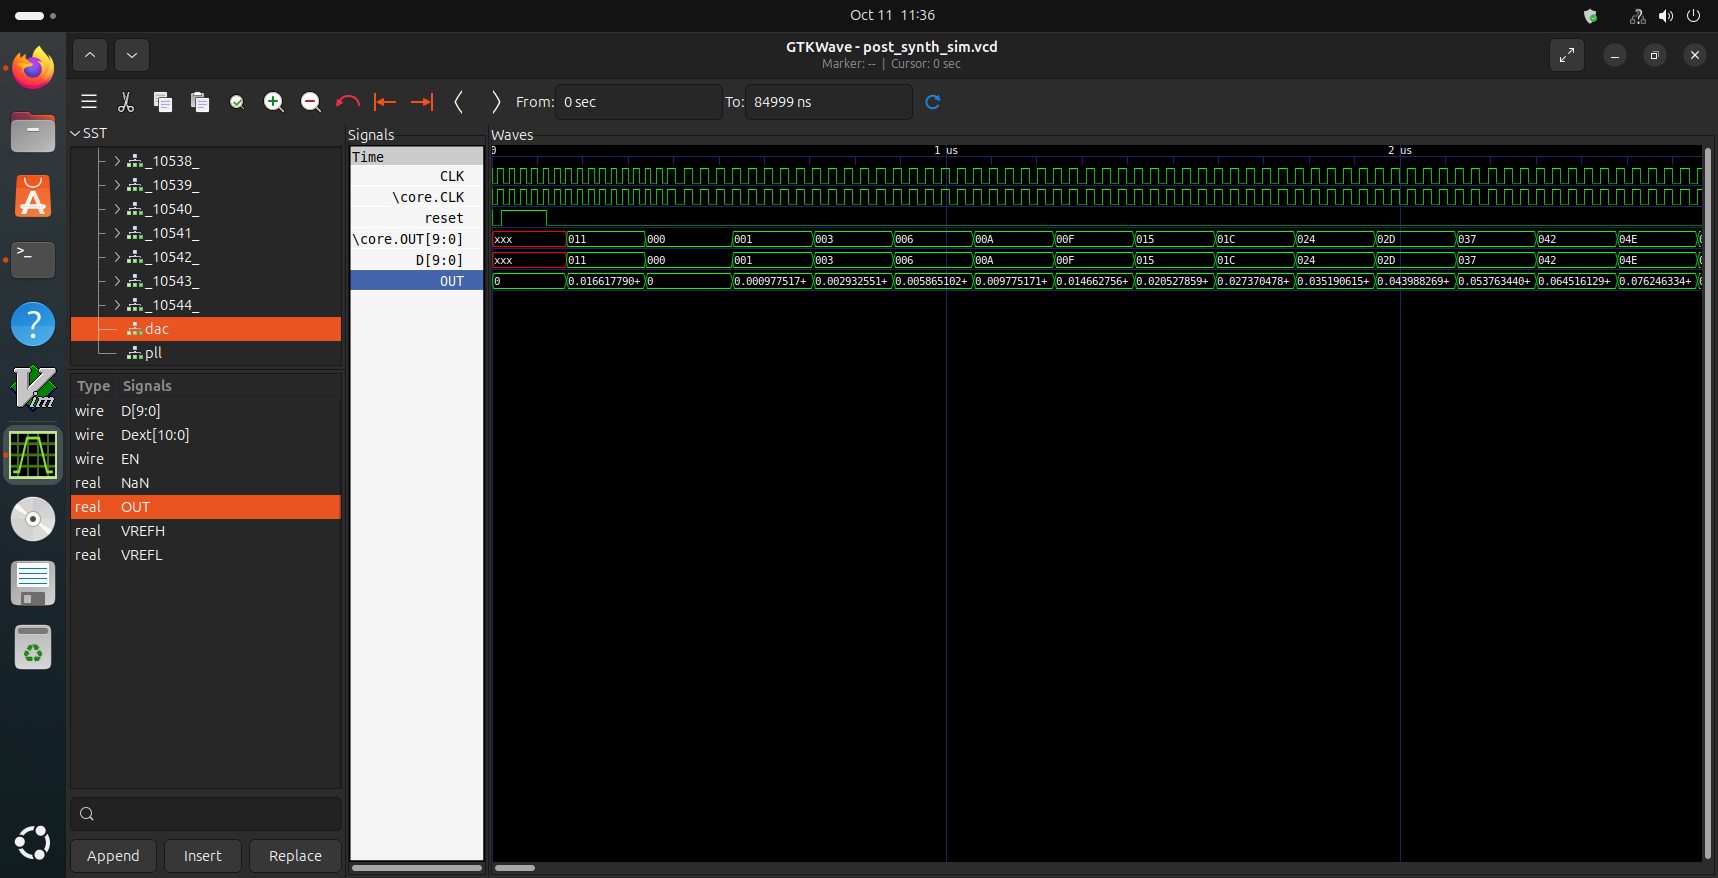 Oct 11 11:36
GTKWave - post_synth_sim.vcd
Marker: -- | Cursor: 0 sec
From: 0 sec To: 84999 ns
SST
_10538_
_10539_
_10540_
_10541_
_10542_
_10543_
_10544_
dac
pll
Type Signals
wire D[9:0]
wire Dext[10:0]
wire EN
real NaN
real OUT
real VREFH
real VREFL
Append Insert Replace
Signals
Time
CLK
\core.CLK
reset
\core.OUT[9:0]
D[9:0]
OUT
Waves
0 1 us 2 us
xxx 011 000 001 003 006 00A 00F 015 01C 024 02D 037 042 04E
xxx 011 000 001 003 006 00A 00F 015 01C 024 02D 037 042 04E
0 0.016617790+ 0 0.000977517+ 0.002932551+ 0.005865102+ 0.009775171+ 0.014662756+ 0.020527859+ 0.027370478+ 0.035190615+ 0.043988269+ 0.053763440+ 0.064516129+ 0.076246334+
>_
Vim
?
A